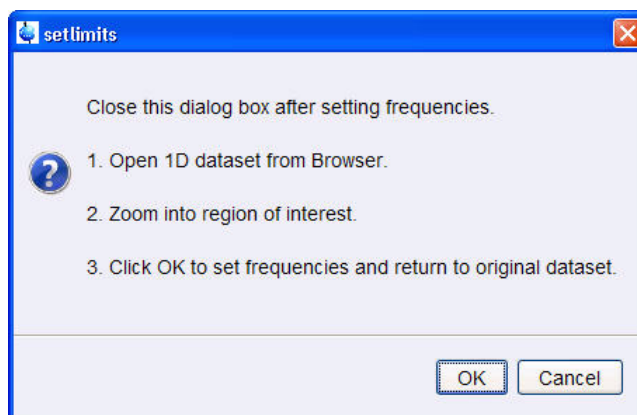 setlimits
Close this dialog box after setting frequencies.
1. Open 1D dataset from Browser.
2. Zoom into region of interest.
3. Click OK to set frequencies and return to original dataset.
OK Cancel